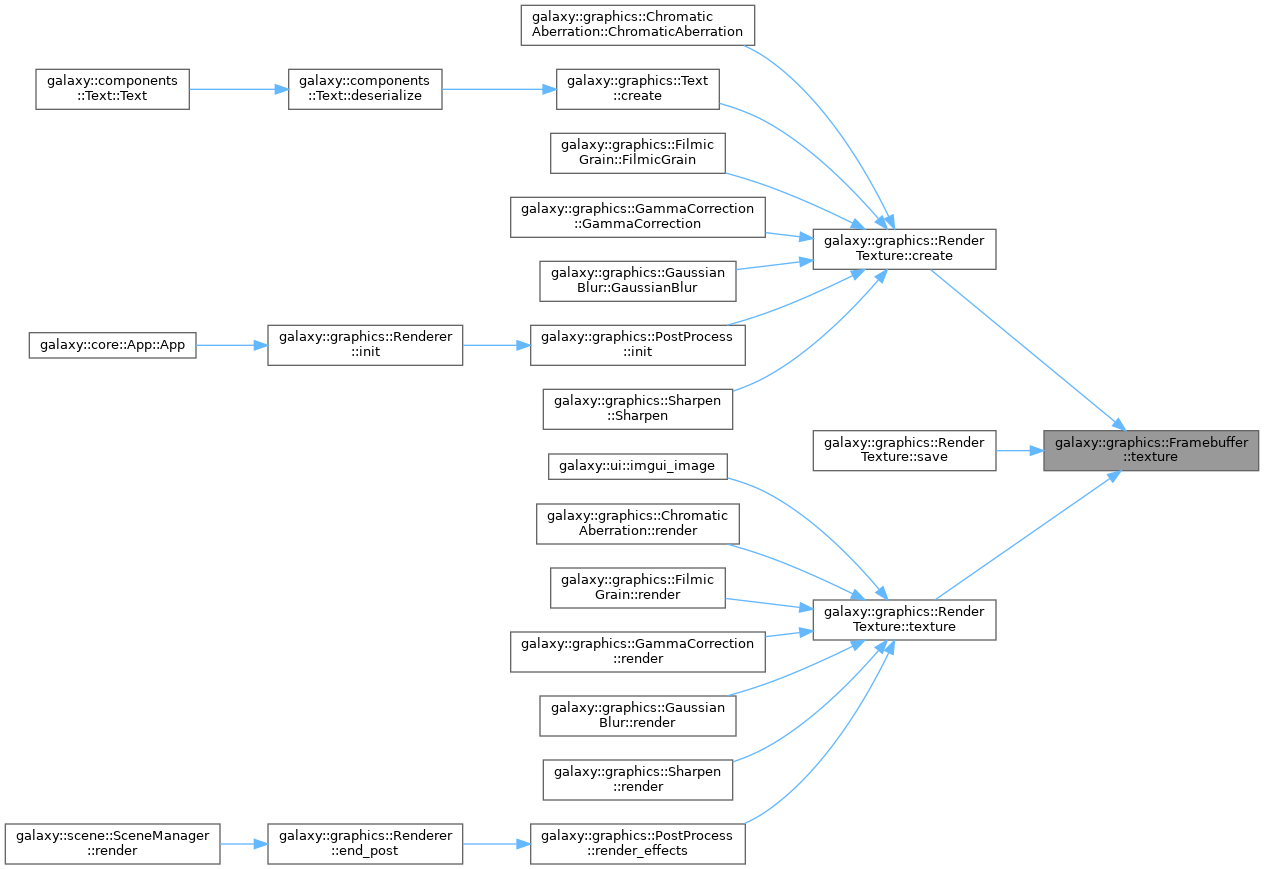 galaxy::graphics::Chromatic
Aberration::ChromaticAberration
galaxy::components
::Text::Text
galaxy::components
::Text::deserialize
galaxy::graphics::Text
::create
galaxy::graphics::Filmic
Grain::FilmicGrain
galaxy::graphics::GammaCorrection
::GammaCorrection
galaxy::graphics::Render
Texture::create
galaxy::graphics::Gaussian
Blur::GaussianBlur
galaxy::core::App::App
galaxy::graphics::Renderer
::init
galaxy::graphics::PostProcess
::init
galaxy::graphics::Sharpen
::Sharpen
galaxy::graphics::Render
Texture::save
galaxy::graphics::Framebuffer
::texture
galaxy::ui::imgui_image
galaxy::graphics::Chromatic
Aberration::render
galaxy::graphics::Filmic
Grain::render
galaxy::graphics::Render
Texture::texture
galaxy::graphics::GammaCorrection
::render
galaxy::graphics::Gaussian
Blur::render
galaxy::graphics::Sharpen
::render
galaxy::scene::SceneManager
::render
galaxy::graphics::Renderer
::end_post
galaxy::graphics::PostProcess
::render_effects